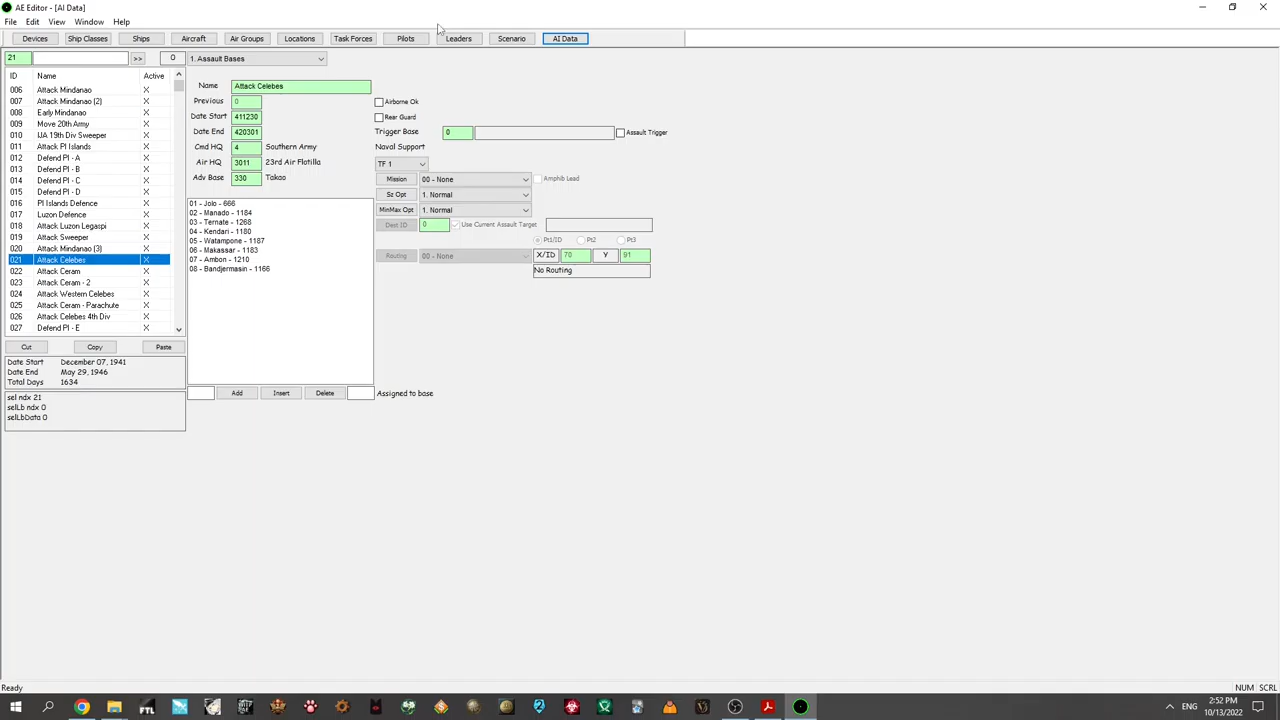 AE Editor - [AI Data]
File Edit View Window Help
Devices Ship Classes Ships Aircraft Air Groups Locations Task Forces Pilots Leaders Scenario AI Data
21 >> 0 1. Assault Bases
ID Name Active
006 Attack Mindanao X
007 Attack Mindanao (2) X
008 Early Mindanao X
009 Move 20th Army X
010 IJA 19th Div Sweeper X
011 Attack PI Islands X
012 Defend PI - A X
013 Defend PI - B X
014 Defend PI - C X
015 Defend PI - D X
016 PI Islands Defence X
017 Luzon Defence X
018 Attack Luzon Legaspi X
019 Attack Sweeper X
020 Attack Mindanao (3) X
021 Attack Celebes X
022 Attack Ceram X
023 Attack Ceram - 2 X
024 Attack Western Celebes X
025 Attack Ceram - Parachute X
026 Attack Celebes 4th Div X
027 Defend PI - E X
Cut Copy Paste
Date Start December 07, 1941
Date End May 29, 1946
Total Days 1634
sel ndx 21
selLb ndx 0
selLbData 0
Name Attack Celebes
Previous 0
Date Start 411230
Date End 420301
Cmd HQ 4 Southern Army
Air HQ 3011 23rd Air Flotilla
Adv Base 330 Takao
01 - Jolo - 666
02 - Manado - 1184
03 - Ternate - 1268
04 - Kendari - 1180
05 - Watampone - 1187
06 - Makassar - 1183
07 - Ambon - 1210
08 - Bandjermasin - 1166
Add Insert Delete Assigned to base
Airborne Ok
Rear Guard
Trigger Base 0 Assault Trigger
Naval Support
TF 1
Mission 00 - None Amphib Lead
Sz Opt 1. Normal
MinMax Opt 1. Normal
Dest ID 0 Use Current Assault Target
Pt1/ID Pt2 Pt3
Routing 00 - None X/ID 70 Y 91
No Routing
Ready NUM SCRL
FTL
ENG 2:52 PM
10/13/2022